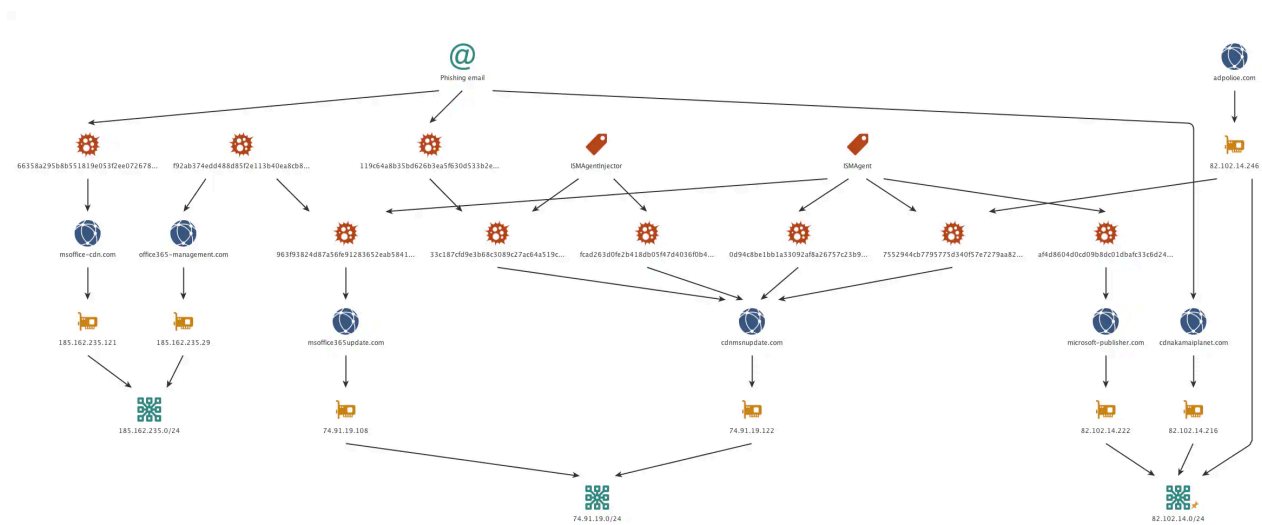 Phishing email
adpolioe.com
66358a295b8b551819e053f2ee072678...
f92ab374edd488d85f2e113b40ea8cb8...
119c64a8b35bd626b3ea5f630d533b2e...
ISMAgentInjector
ISMAgent
82.102.14.246
msoffice-cdn.com
office365-management.com
963f93824d87a56fe91283652eab5841...
33c187cfd9e3b68c3089c27ac64a519c...
fcad263d0fe2b418db05f47d4036f0b4...
0d94c8be1bb1a33092af8a26757c23b9...
7552944cb7795775d340f57e7279aa82...
af4d8604d0cd09b8dc01dbafc33c6d24...
185.162.235.121
185.162.235.29
msoffice365update.com
cdnmsnupdate.com
microsoft-publisher.com
cdnakamaiplanet.com
185.162.235.0/24
74.91.19.108
74.91.19.122
82.102.14.222
82.102.14.216
74.91.19.0/24
82.102.14.0/24